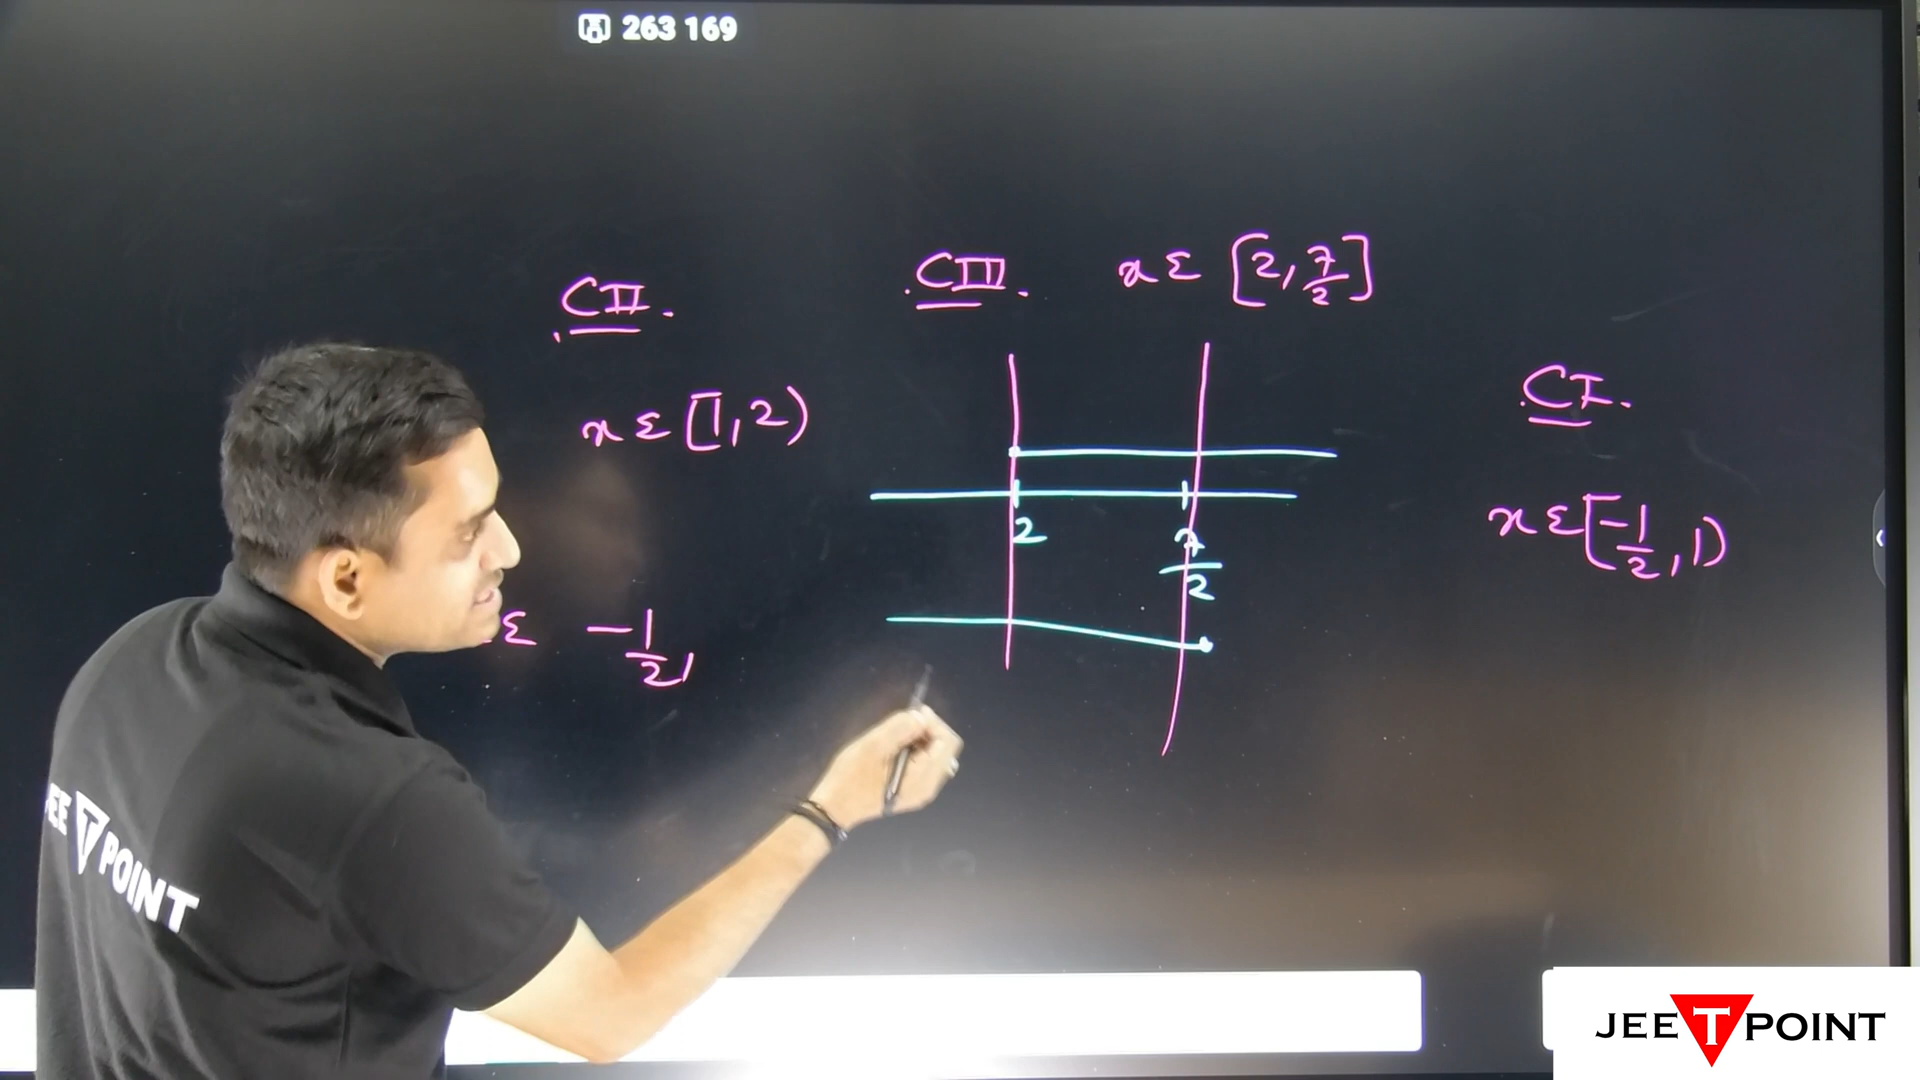 263 169
CII.
x ∈ [1, 2)
∈ -1/2,
CIII. x ∈ [2, 7/2]
2
7/2
CI.
x ∈ [-1/2, 1)
EE T POINT
JEE T POINT